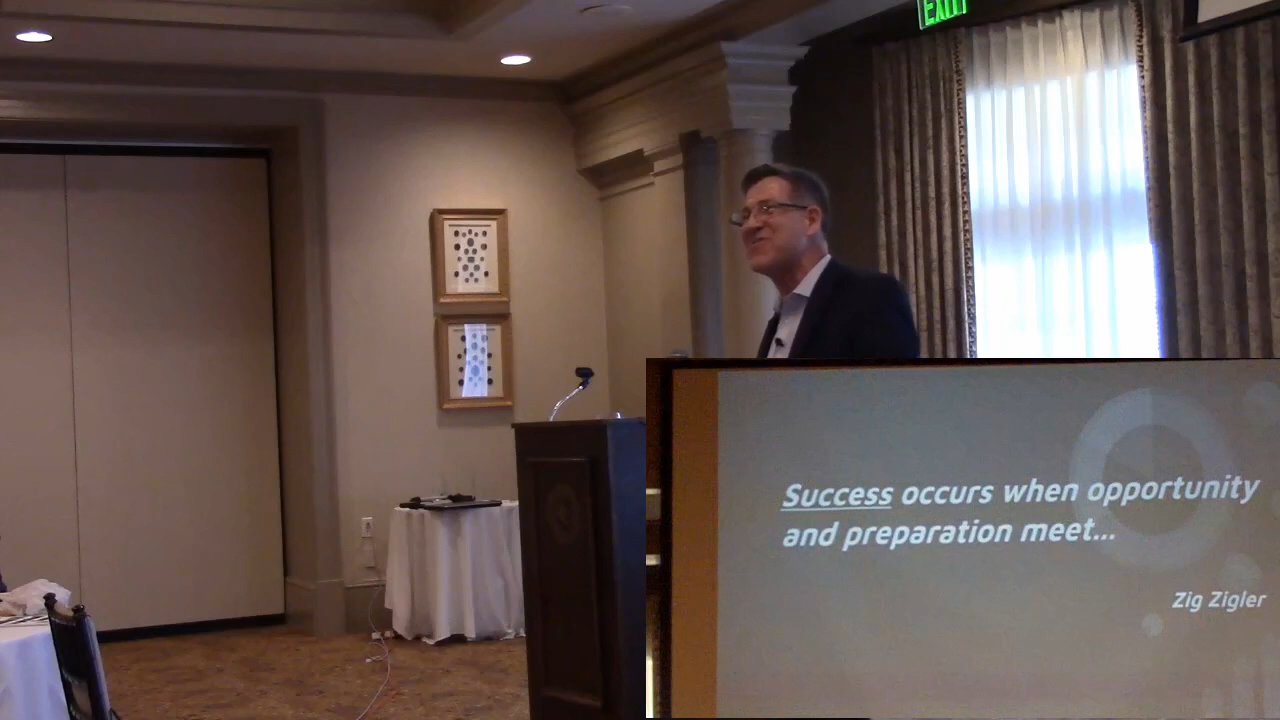 EXIT
Success occurs when opportunity
and preparation meet...
Zig Zigler